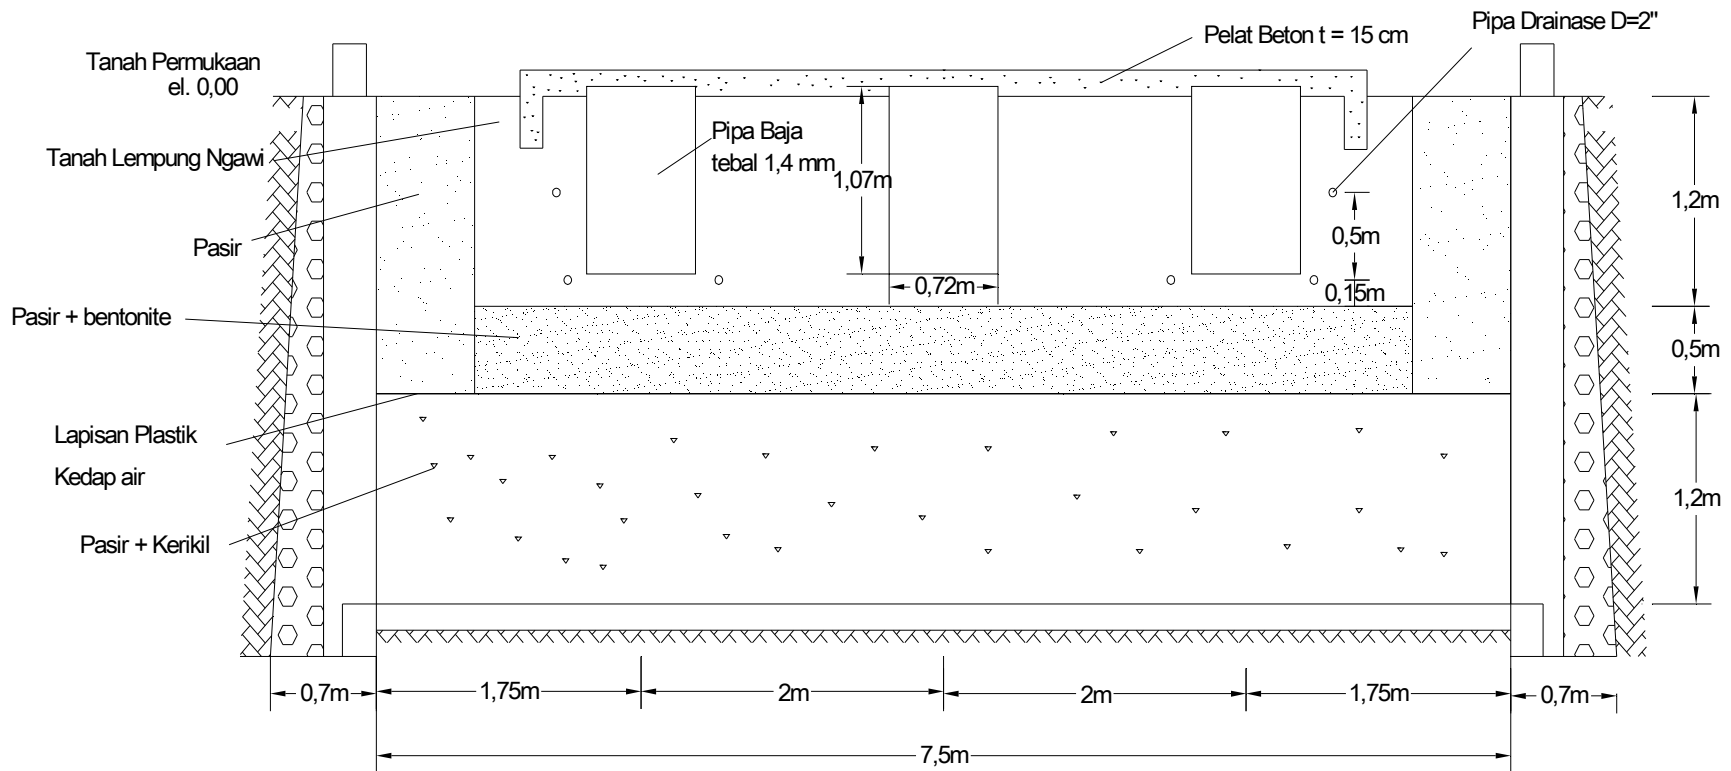 Pipa Drainase D=2"
Pelat Beton t = 15 cm
Tanah Permukaan
el. 0,00
Pipa Baja
tebal 1,4 mm
Tanah Lempung Ngawi
1,07m
1,2m
0,5m
Pasir
0,72m
0,15m
Pasir + bentonite
0,5m
Lapisan Plastik
Kedap air
1,2m
Pasir + Kerikil
0,7m
1,75m
2m
2m
1,75m
0,7m
7,5m